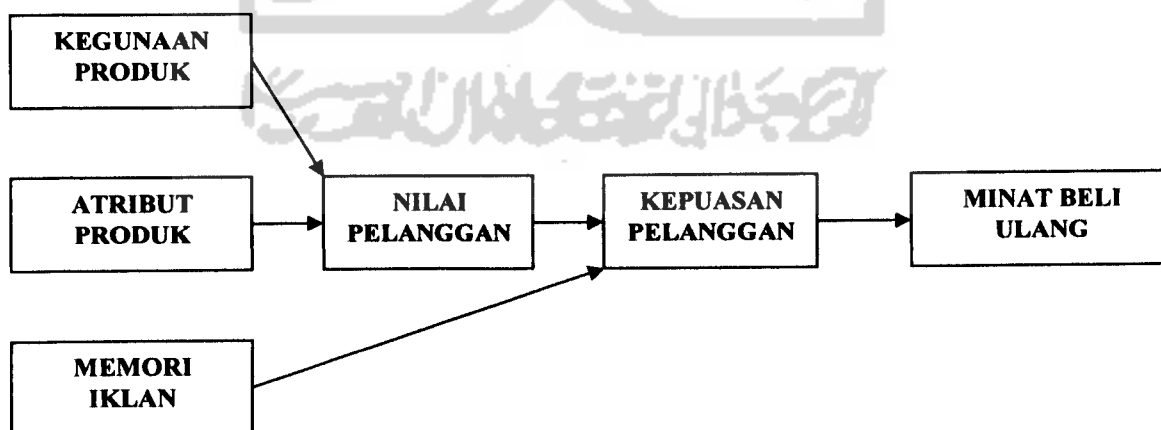 KEGUNAAN
PRODUK
ATRIBUT
PRODUK
NILAI
PELANGGAN
KEPUASAN
PELANGGAN
MINAT BELI
ULANG
MEMORI
IKLAN